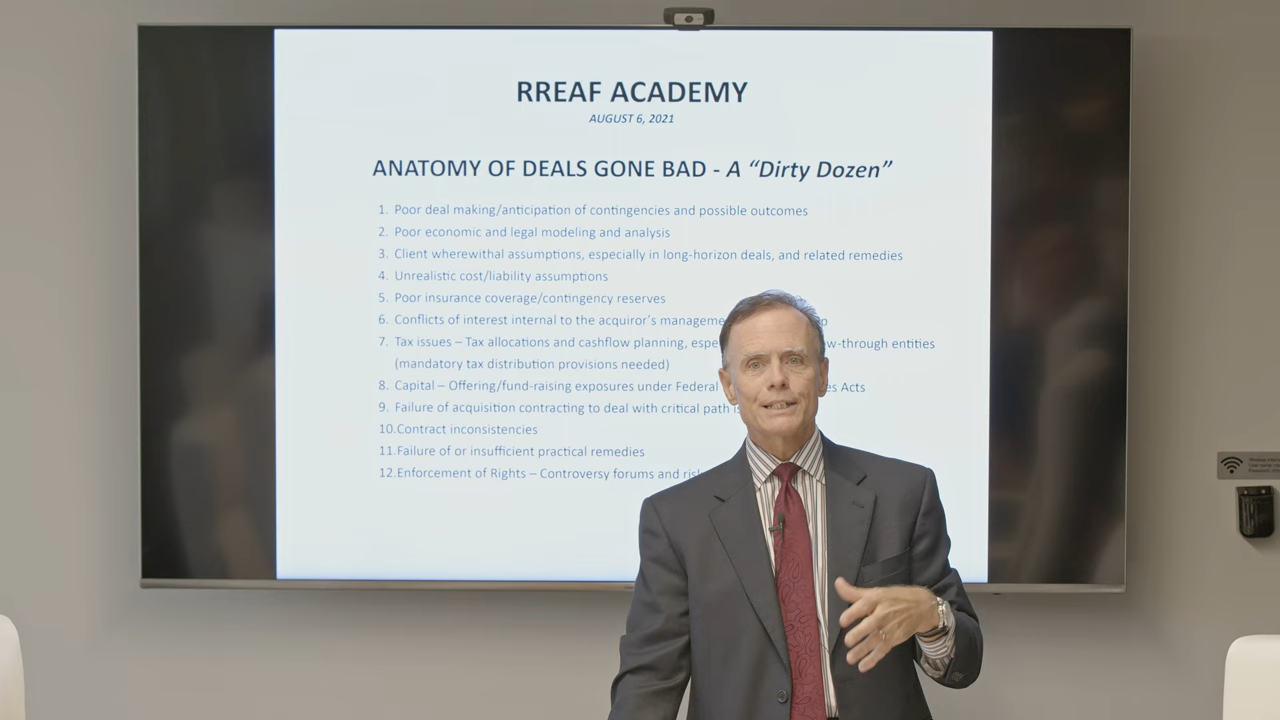 RREAF ACADEMY
AUGUST 6, 2021
ANATOMY OF DEALS GONE BAD - A “Dirty Dozen”
1. Poor deal making/anticipation of contingencies and possible outcomes
2. Poor economic and legal modeling and analysis
3. Client wherewithal assumptions, especially in long-horizon deals, and related remedies
4. Unrealistic cost/liability assumptions
5. Poor insurance coverage/contingency reserves
6. Conflicts of interest internal to the acquiror’s
7. Tax issues – Tax allocations and cashflow planning, entities
(mandatory tax distribution provisions needed)
8. Capital – Offering/fund-raising exposures under Federal Acts
9. Failure of acquisition contracting to deal with critical path
10.Contract inconsistencies
11.Failure of or insufficient practical remedies
12.Enforcement of Rights – Controversy forums and